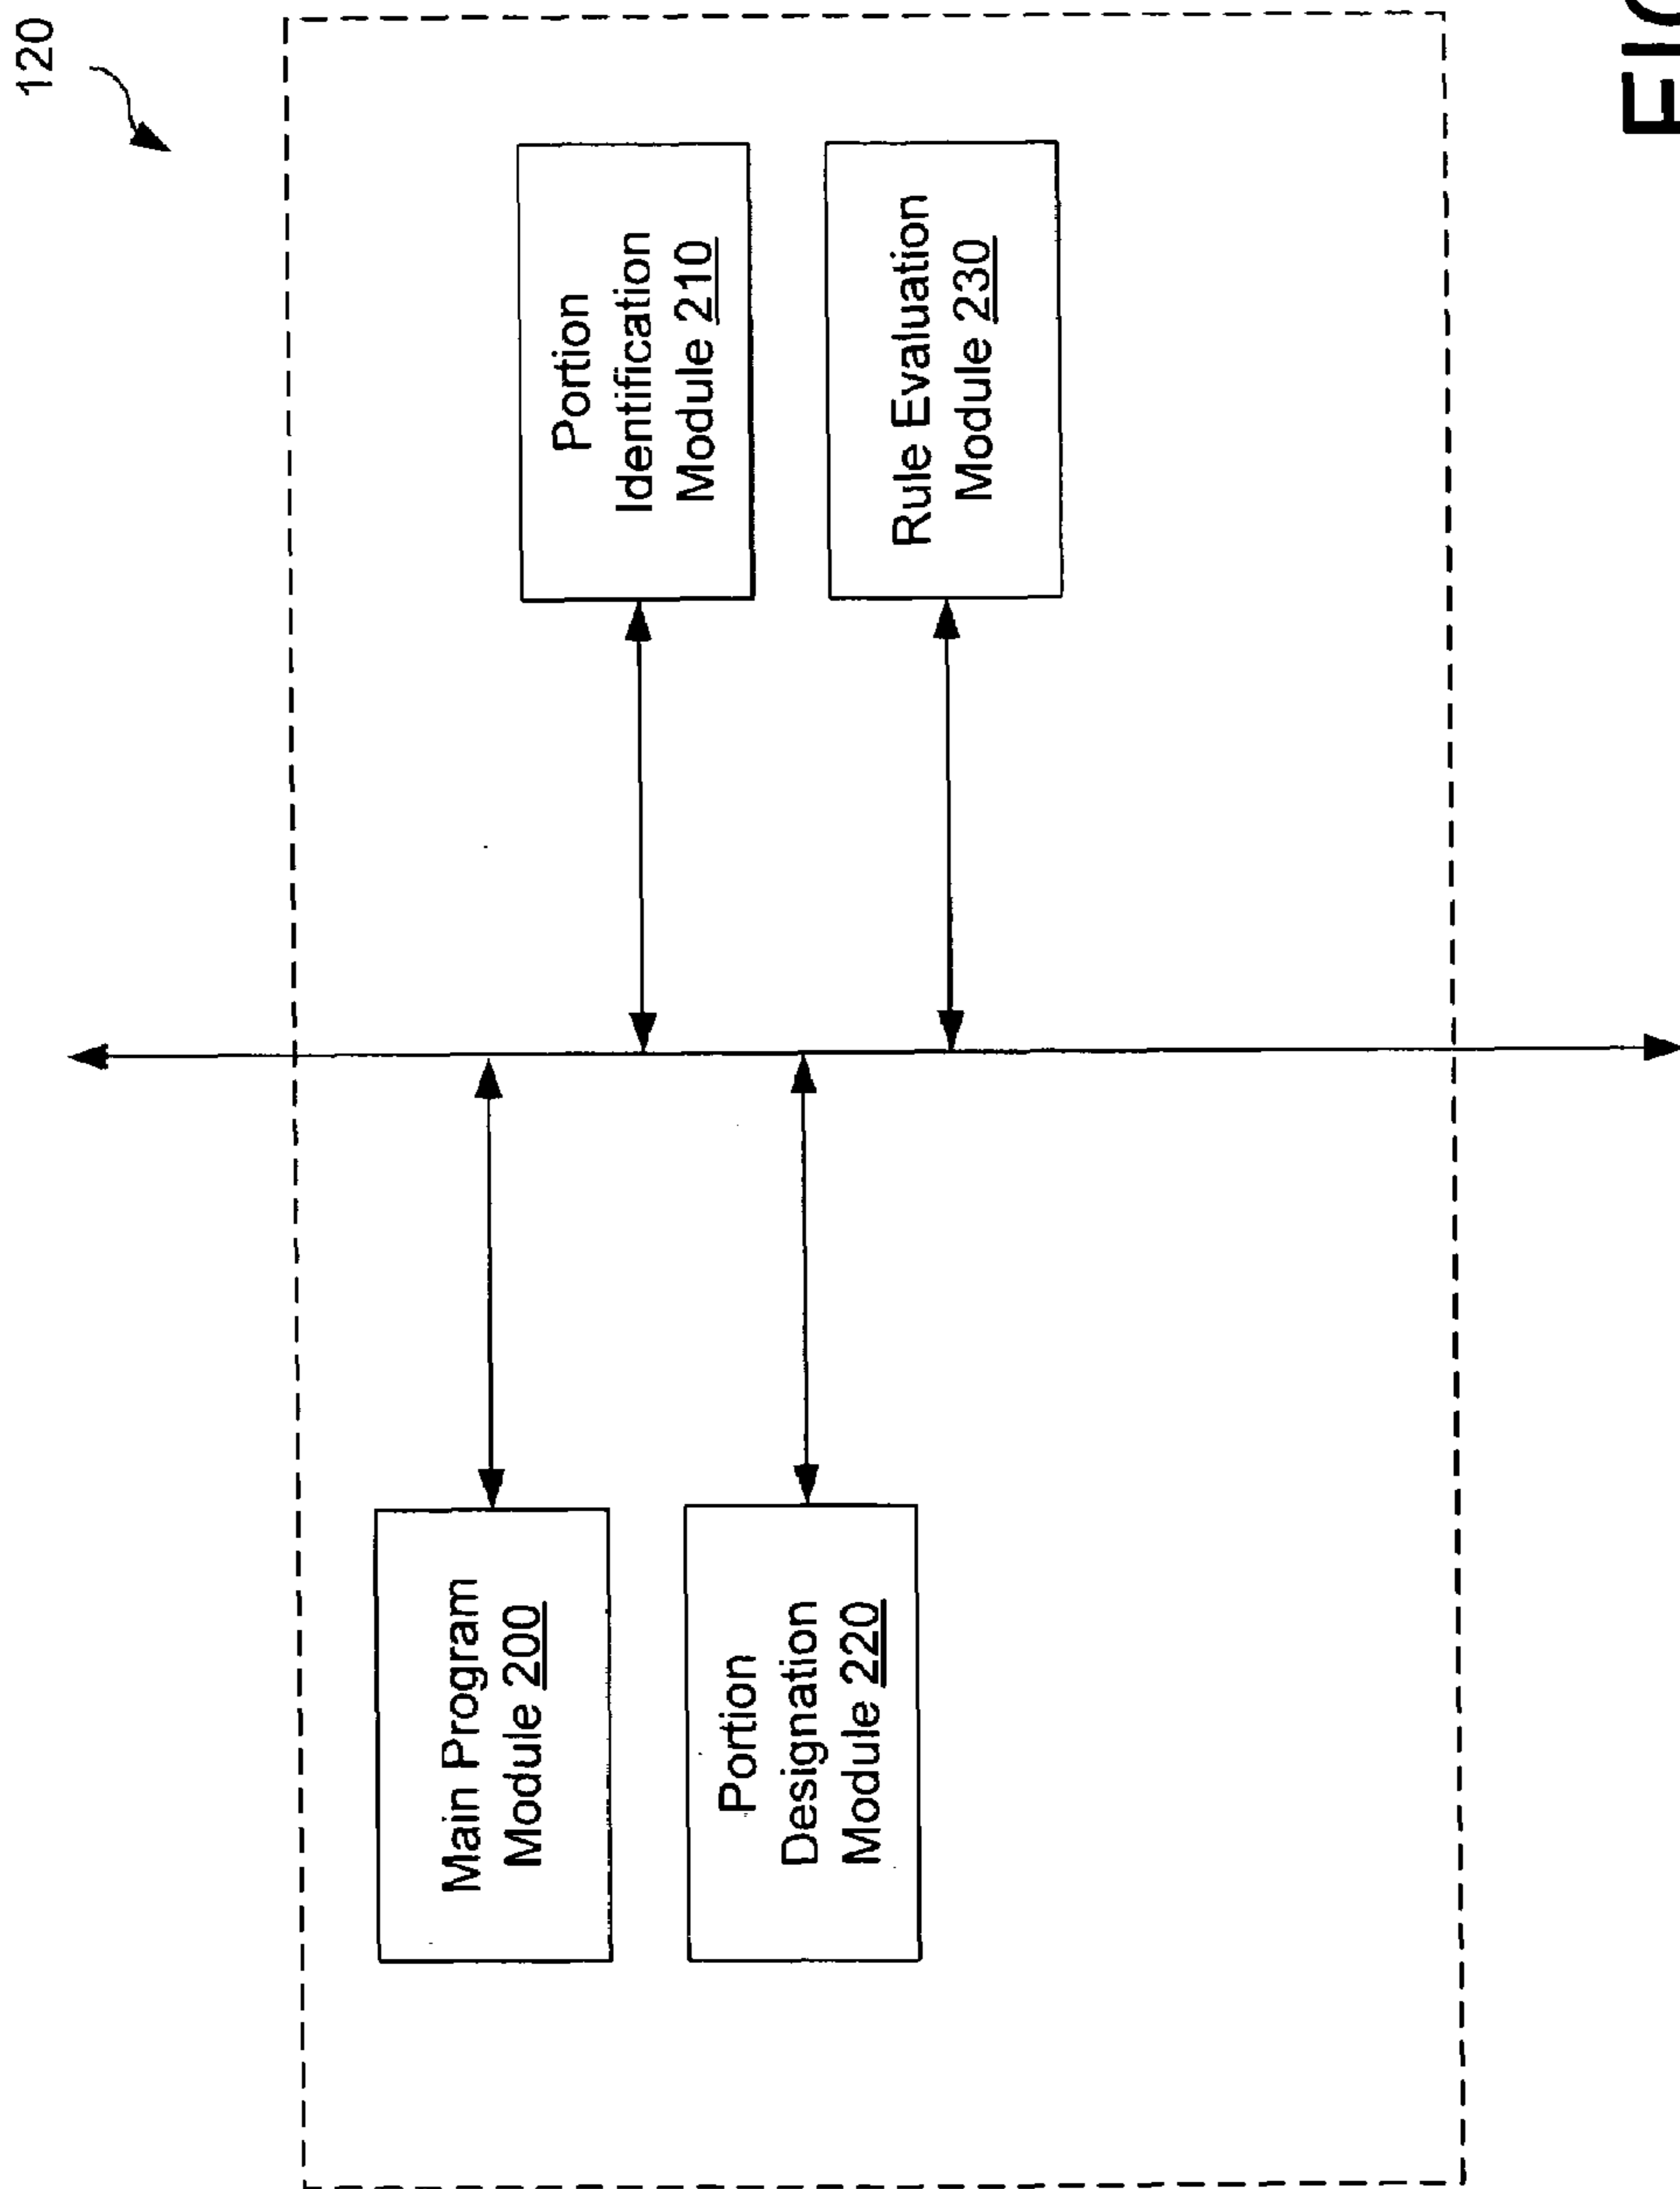 120
Main Program
Module 200
Portion
Identification
Module 210
Portion
Designation
Module 220
Rule Evaluation
Module 230